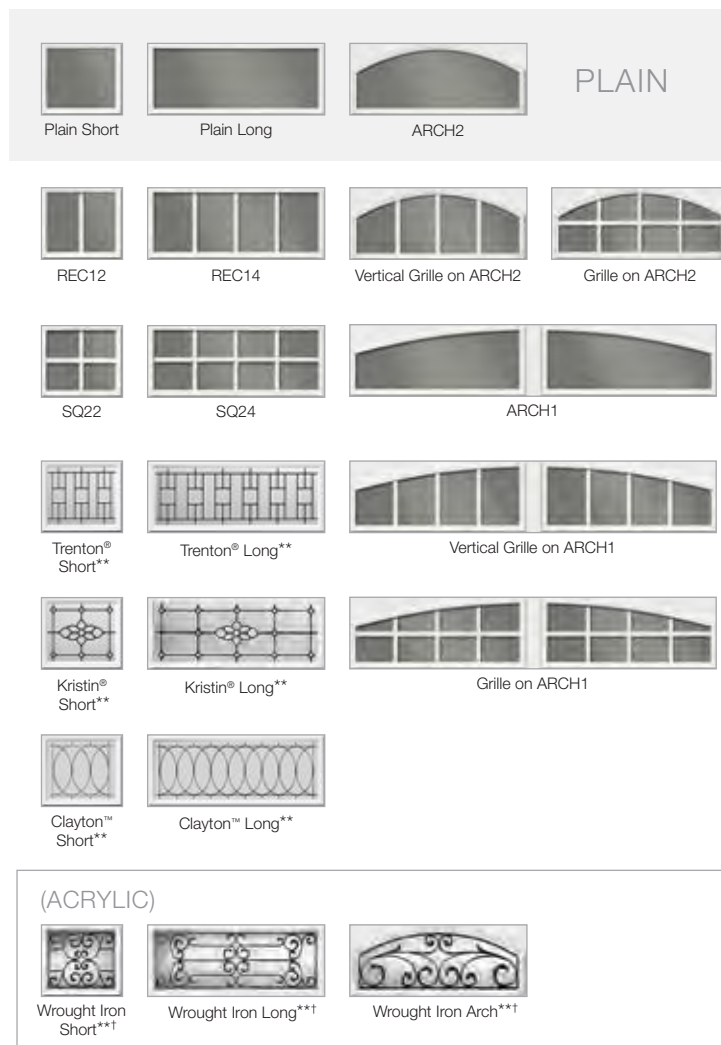 PLAIN
Plain Short
Plain Long
ARCH2
REC12
REC14
Vertical Grille on ARCH2
Grille on ARCH2
SQ22
SQ24
ARCH1
Trenton®
Short**
Trenton® Long**
Vertical Grille on ARCH1
Kristin®
Short**
Kristin® Long**
Grille on ARCH1
Clayton™
Short**
Clayton™ Long**
(ACRYLIC)
Wrought Iron
Short**†
Wrought Iron Long**†
Wrought Iron Arch**†